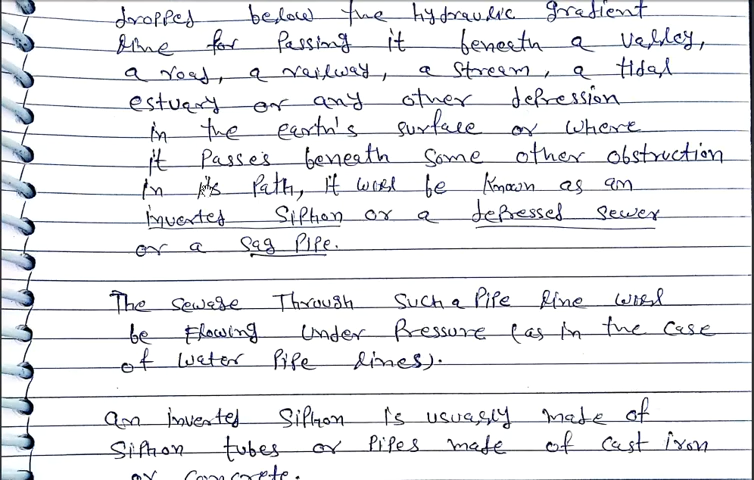 dropped below the hydraulic gradient
line for Passing it beneath a valley,
a road, a railway, a stream, a tidal
estuary or any other depression
in the earth's surface or where
it Passes beneath some other obstruction
in its Path, it will be known as an
inverted Siphon or a depressed sewer
or a sag Pipe.
The sewage Through such a Pipe line will
be Flowing under Pressure (as in the case
of water Pipe lines).
an inverted Siphon is usually made of
Siphon tubes or Pipes made of cast iron
or concrete.